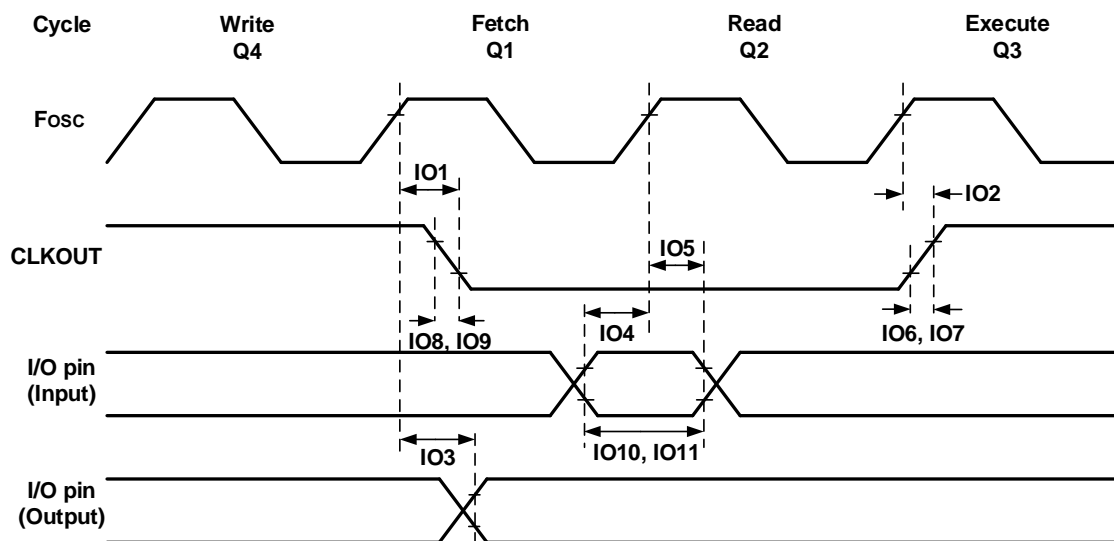 Cycle Write Fetch Read Execute
Q4 Q1 Q2 Q3
Fosc
IO1
IO2
CLKOUT
IO5
IO8, IO9
IO4
IO6, IO7
I/O pin
(Input)
IO10, IO11
IO3
I/O pin
(Output)